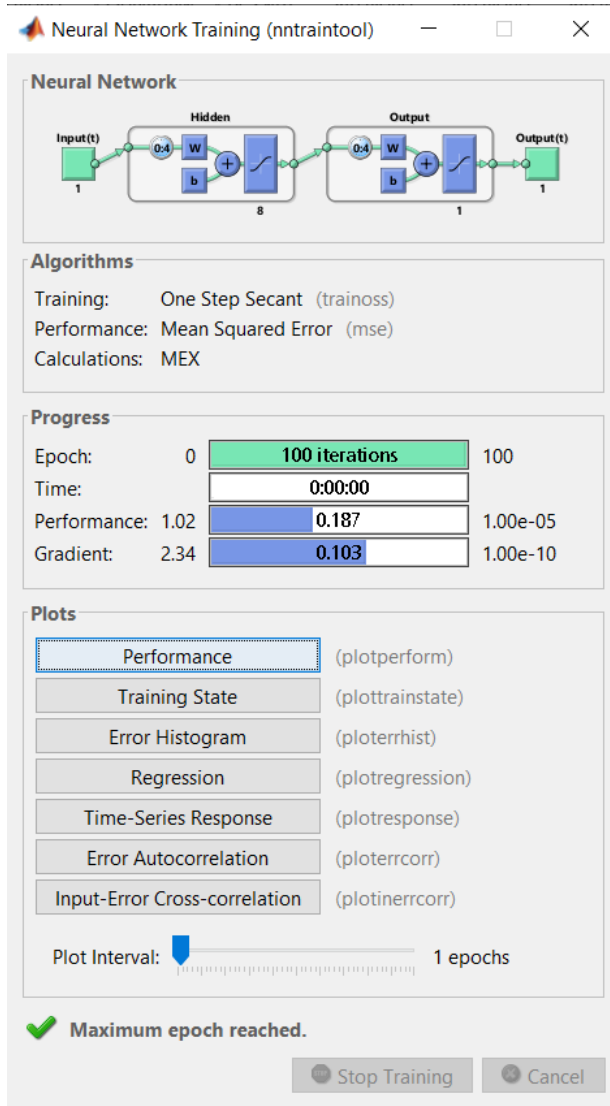 Neural Network Training (nntraintool)
Neural Network
Hidden Output
Input(t) 0:4 W b 0:4 W b Output(t)
1 8 1 1
Algorithms
Training: One Step Secant (trainoss)
Performance: Mean Squared Error (mse)
Calculations: MEX
Progress
Epoch: 0 100 iterations 100
Time: 0:00:00
Performance: 1.02 0.187 1.00e-05
Gradient: 2.34 0.103 1.00e-10
Plots
Performance (plotperform)
Training State (plottrainstate)
Error Histogram (ploterrhist)
Regression (plotregression)
Time-Series Response (plotresponse)
Error Autocorrelation (ploterrcorr)
Input-Error Cross-correlation (plotinerrcorr)
Plot Interval: 1 epochs
Maximum epoch reached.
Stop Training Cancel